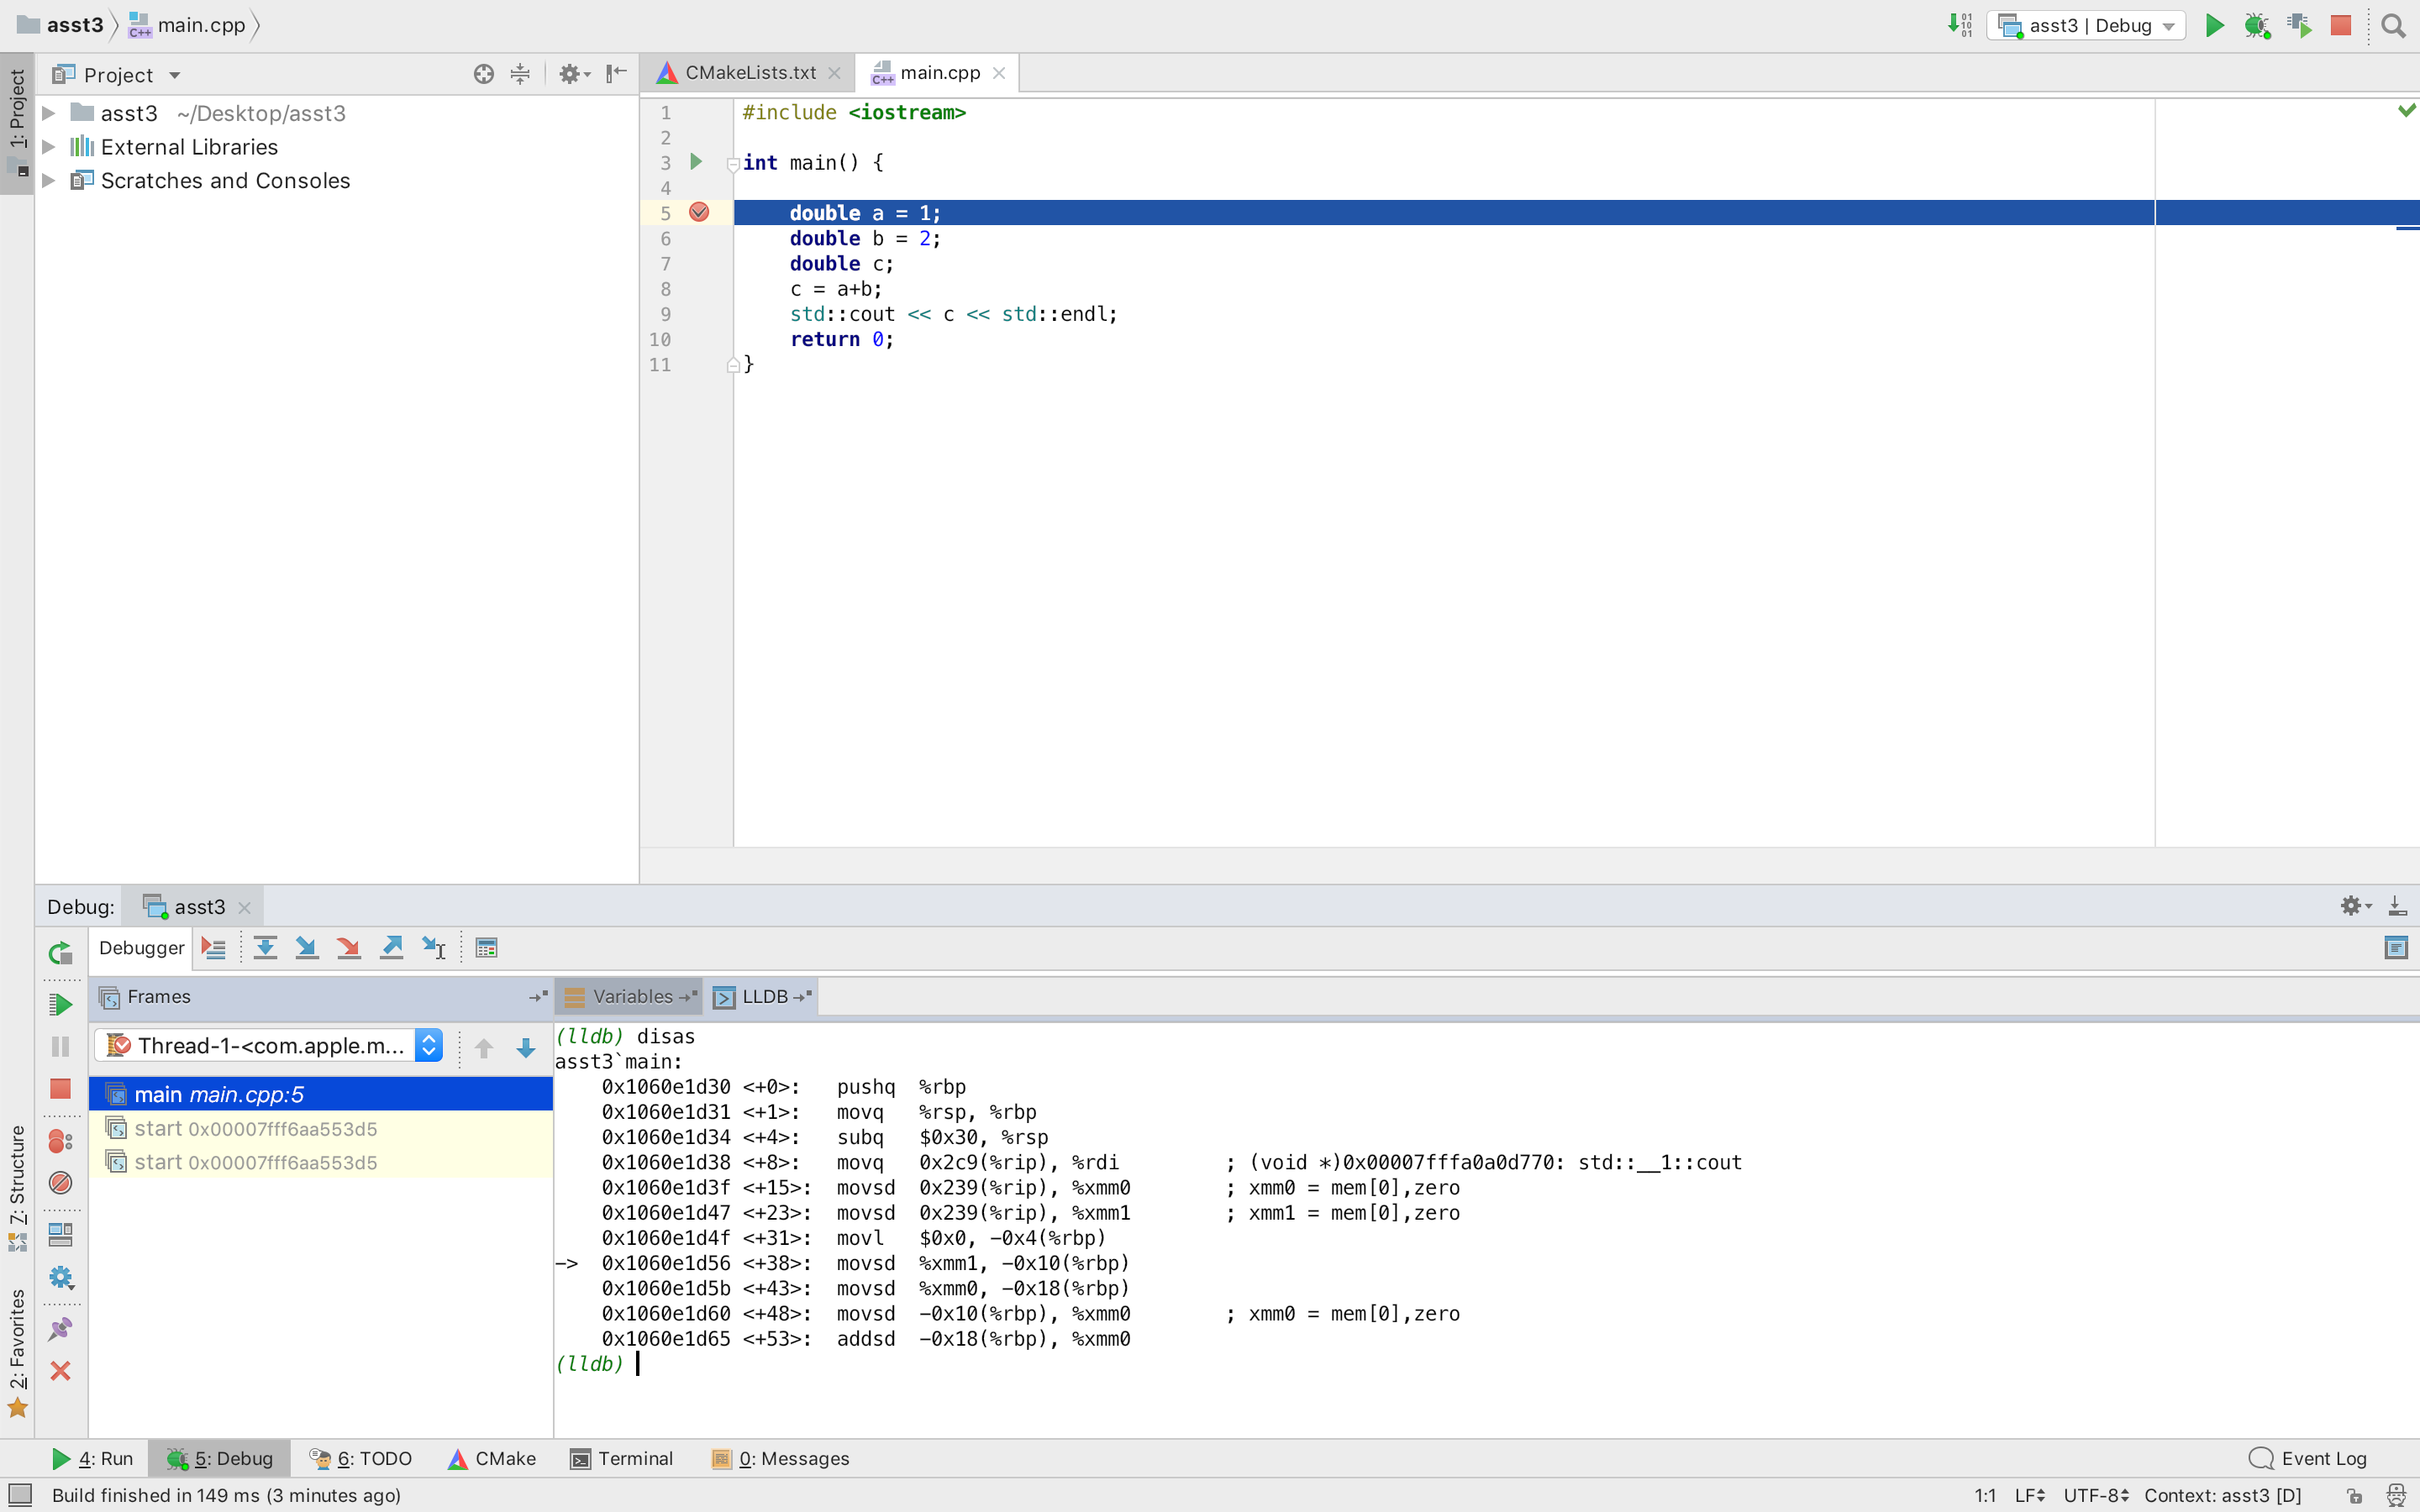 asst3 main.cpp
asst3 | Debug
1: Project
Project
CMakeLists.txt main.cpp
asst3 ~/Desktop/asst3
External Libraries
Scratches and Consoles
1 #include <iostream>
2
3 int main() {
4
5 double a = 1;
6 double b = 2;
7 double c;
8 c = a+b;
9 std::cout << c << std::endl;
10 return 0;
11 }
Debug: asst3
Debugger
Frames
Variables LLDB
Thread-1-<com.apple.m...
main main.cpp:5
start 0x00007fff6aa553d5
start 0x00007fff6aa553d5
(lldb) disas
asst3`main:
0x1060e1d30 <+0>: pushq %rbp
0x1060e1d31 <+1>: movq %rsp, %rbp
0x1060e1d34 <+4>: subq $0x30, %rsp
0x1060e1d38 <+8>: movq 0x2c9(%rip), %rdi ; (void *)0x00007fffa0a0d770: std::__1::cout
0x1060e1d3f <+15>: movsd 0x239(%rip), %xmm0 ; xmm0 = mem[0],zero
0x1060e1d47 <+23>: movsd 0x239(%rip), %xmm1 ; xmm1 = mem[0],zero
0x1060e1d4f <+31>: movl $0x0, -0x4(%rbp)
-> 0x1060e1d56 <+38>: movsd %xmm1, -0x10(%rbp)
0x1060e1d5b <+43>: movsd %xmm0, -0x18(%rbp)
0x1060e1d60 <+48>: movsd -0x10(%rbp), %xmm0 ; xmm0 = mem[0],zero
0x1060e1d65 <+53>: addsd -0x18(%rbp), %xmm0
(lldb)
7: Structure
2: Favorites
4: Run 5: Debug 6: TODO CMake Terminal 0: Messages Event Log
Build finished in 149 ms (3 minutes ago) 1:1 LF UTF-8 Context: asst3 [D]